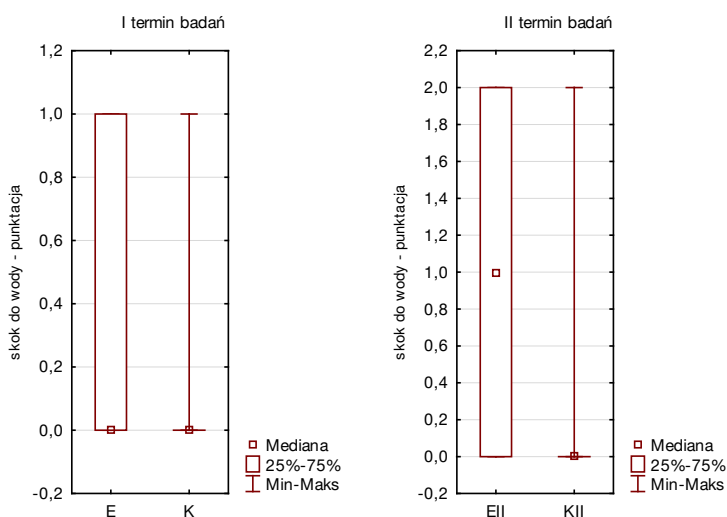 I termin badań
1,2
1,0
0,8
0,6
0,4
0,2
0,0
-0,2
skok do wody - punktacja
E K
Mediana
25%-75%
Min-Maks
II termin badań
2,2
2,0
1,8
1,6
1,4
1,2
1,0
0,8
0,6
0,4
0,2
0,0
-0,2
skok do wody - punktacja
EII KII
Mediana
25%-75%
Min-Maks